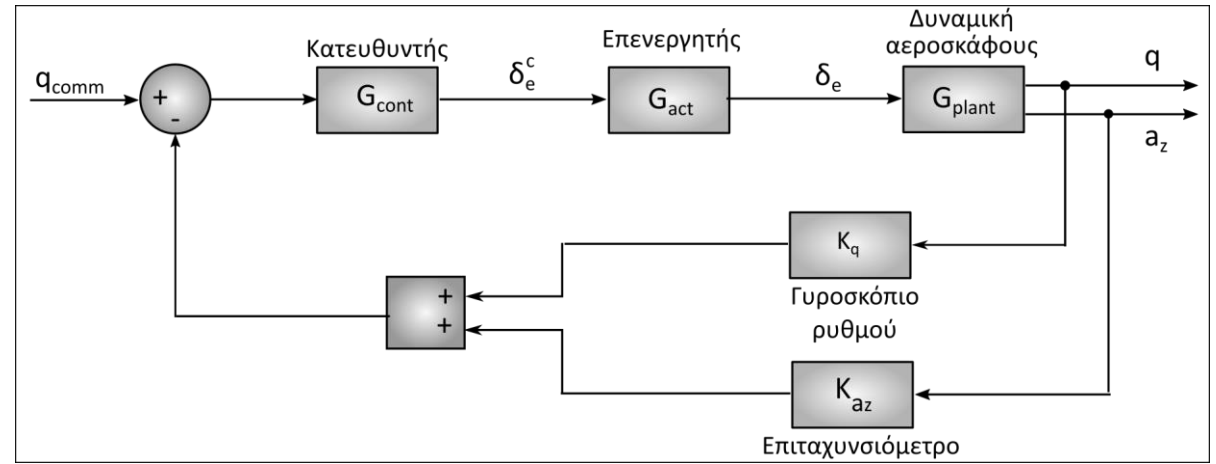 Δυναμική
αεροσκάφους
Επενεργητής
Κατευθυντής
q_comm
+
-
G_cont
δ_e^c
G_act
δ_e
G_plant
q
a_z
K_q
Γυροσκόπιο
ρυθμού
+
+
K_az
Επιταχυνσιόμετρο